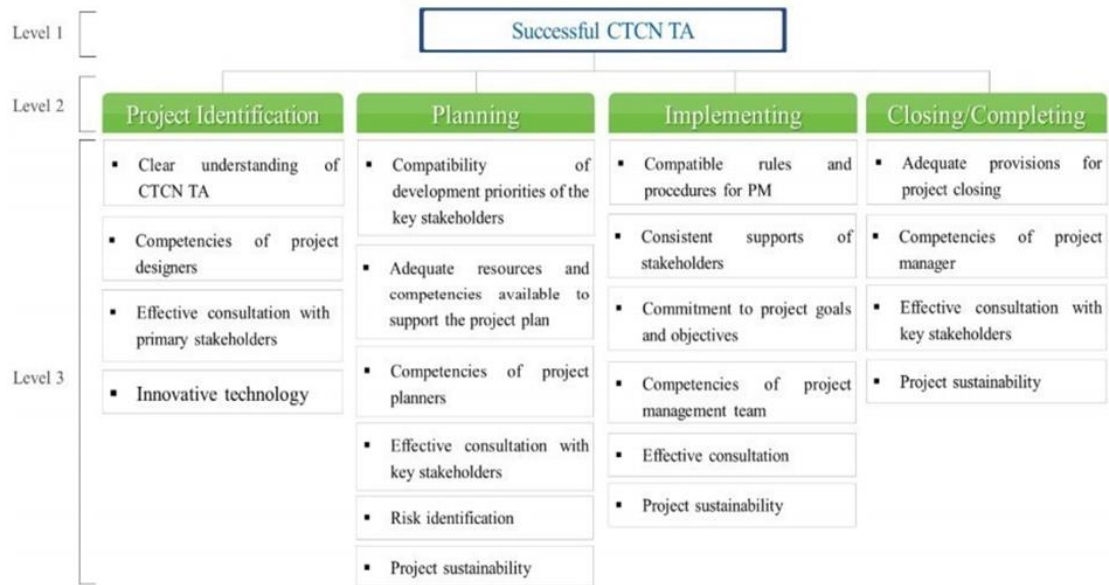 Level 1
Successful CTCN TA
Level 2
Project Identification
Planning
Implementing
Closing/Completing
Level 3
▪ Clear understanding of
CTCN TA
▪ Competencies of project
designers
▪ Effective consultation with
primary stakeholders
▪ Innovative technology
▪ Compatibility of
development priorities of the
key stakeholders
▪ Adequate resources and
competencies available to
support the project plan
▪ Competencies of project
planners
▪ Effective consultation with
key stakeholders
▪ Risk identification
▪ Project sustainability
▪ Compatible rules and
procedures for PM
▪ Consistent supports of
stakeholders
▪ Commitment to project goals
and objectives
▪ Competencies of project
management team
▪ Effective consultation
▪ Project sustainability
▪ Adequate provisions for
project closing
▪ Competencies of project
manager
▪ Effective consultation with
key stakeholders
▪ Project sustainability